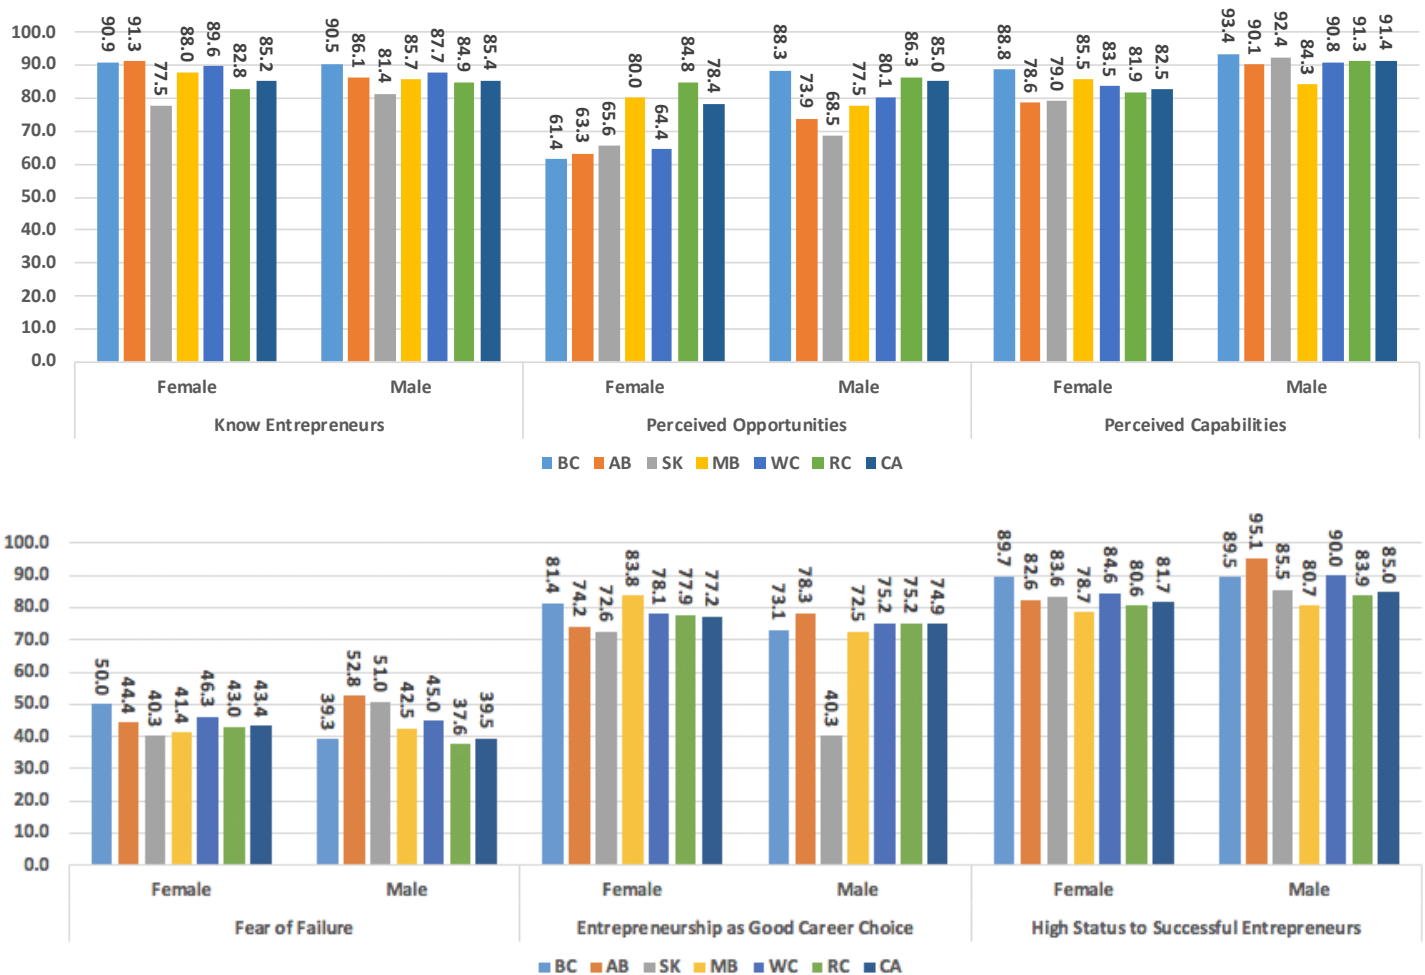 90.9 91.3 77.5 88.0 89.6 82.8 85.2 90.5 86.1 81.4 85.7 87.7 84.9 85.4 61.4 63.3 65.6 80.0 64.4 84.8 78.4 88.3 73.9 68.5 77.5 80.1 86.3 85.0 88.8 78.6 79.0 85.5 83.5 81.9 82.5 93.4 90.1 92.4 84.3 90.8 91.3 91.4
100.0
90.0
80.0
70.0
60.0
50.0
40.0
30.0
20.0
10.0
0.0
Female Male Female Male Female Male
Know Entrepreneurs Perceived Opportunities Perceived Capabilities
BC AB SK MB WC RC CA
50.0 44.4 40.3 41.4 46.3 43.0 43.4 39.3 52.8 51.0 42.5 45.0 37.6 39.5 81.4 74.2 72.6 83.8 78.1 77.9 77.2 73.1 78.3 40.3 72.5 75.2 75.2 74.9 89.7 82.6 83.6 78.7 84.6 80.6 81.7 89.5 95.1 85.5 80.7 90.0 83.9 85.0
100.0
90.0
80.0
70.0
60.0
50.0
40.0
30.0
20.0
10.0
0.0
Female Male Female Male Female Male
Fear of Failure Entrepreneurship as Good Career Choice High Status to Successful Entrepreneurs
BC AB SK MB WC RC CA